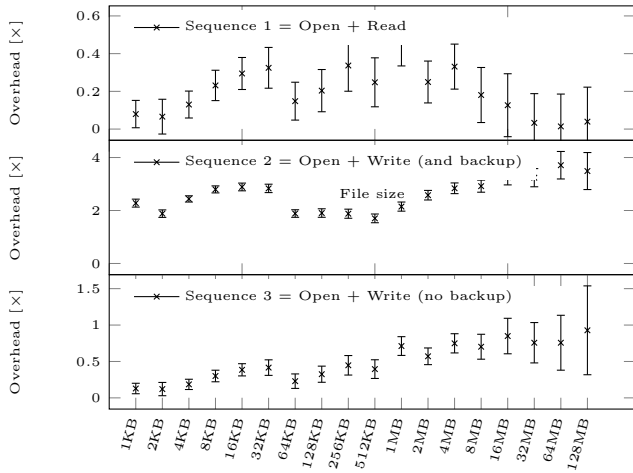 Overhead [×]
0.6
0.4
0.2
0
Sequence 1 = Open + Read
Overhead [×]
4
2
0
Sequence 2 = Open + Write (and backup)
File size
Overhead [×]
1.5
1
0.5
0
Sequence 3 = Open + Write (no backup)
1KB
2KB
4KB
8KB
16KB
32KB
64KB
128KB
256KB
512KB
1MB
2MB
4MB
8MB
16MB
32MB
64MB
128MB